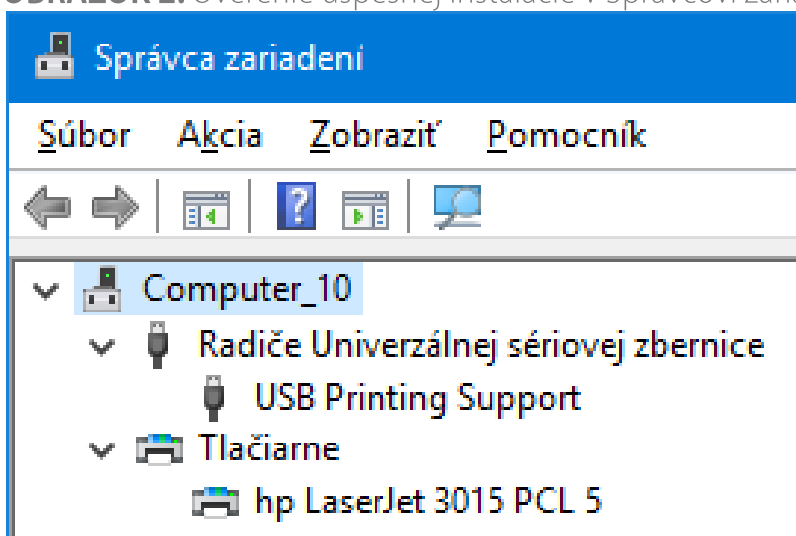 Správca zariadení
Súbor Akcia Zobraziť Pomocník
Computer_10
Radiče Univerzálnej sériovej zbernice
USB Printing Support
Tlačiarne
hp LaserJet 3015 PCL 5